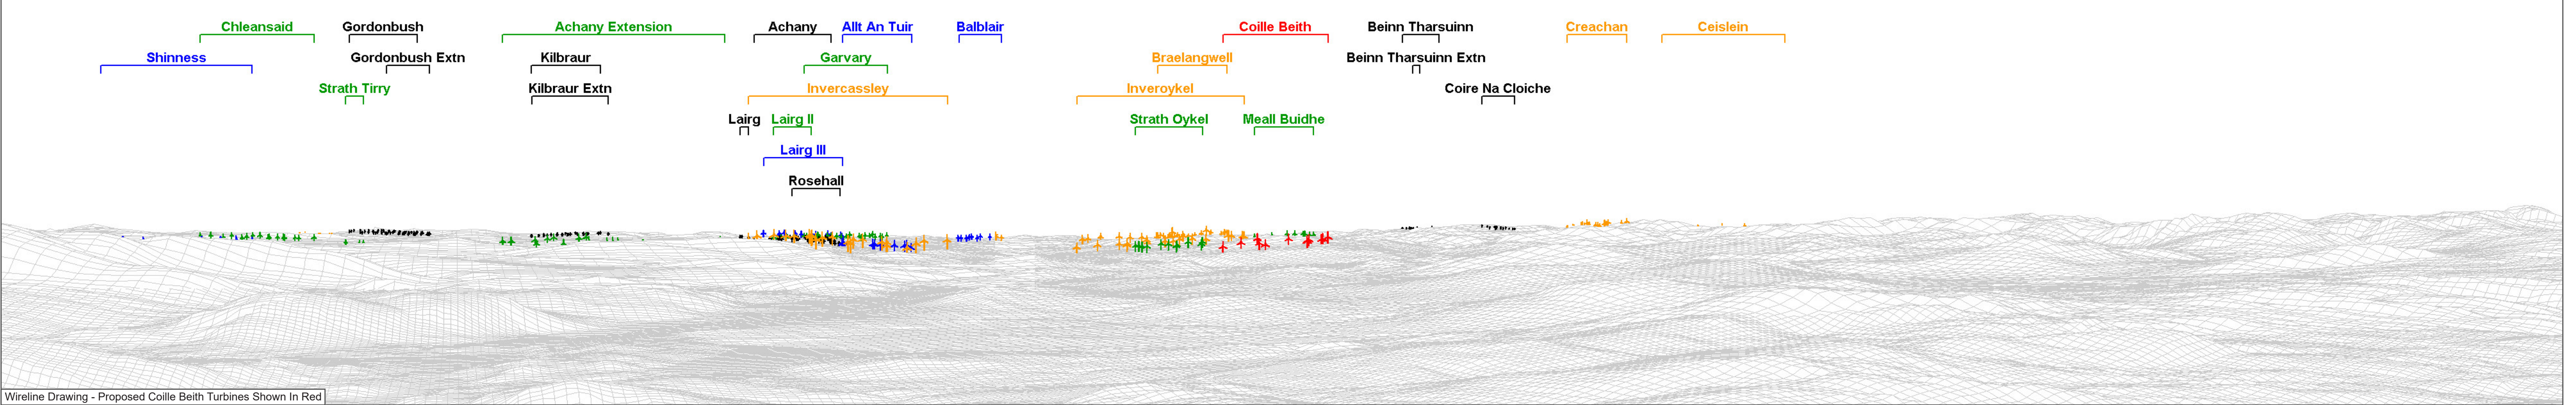 Chleansaid Gordonbush Achany Extension Achany Allt An Tuir Balblair Coille Beith Beinn Tharsuinn Creachan Ceislein
Shinness Gordonbush Extn Kilbraur Garvary Braelangwell Beinn Tharsuinn Extn
Strath Tirry Kilbraur Extn Invercassley Inveroykel Coire Na Cloiche
Lairg Lairg II Strath Oykel Meall Buidhe
Lairg III
Rosehall
Wireline Drawing - Proposed Coille Beith Turbines Shown In Red